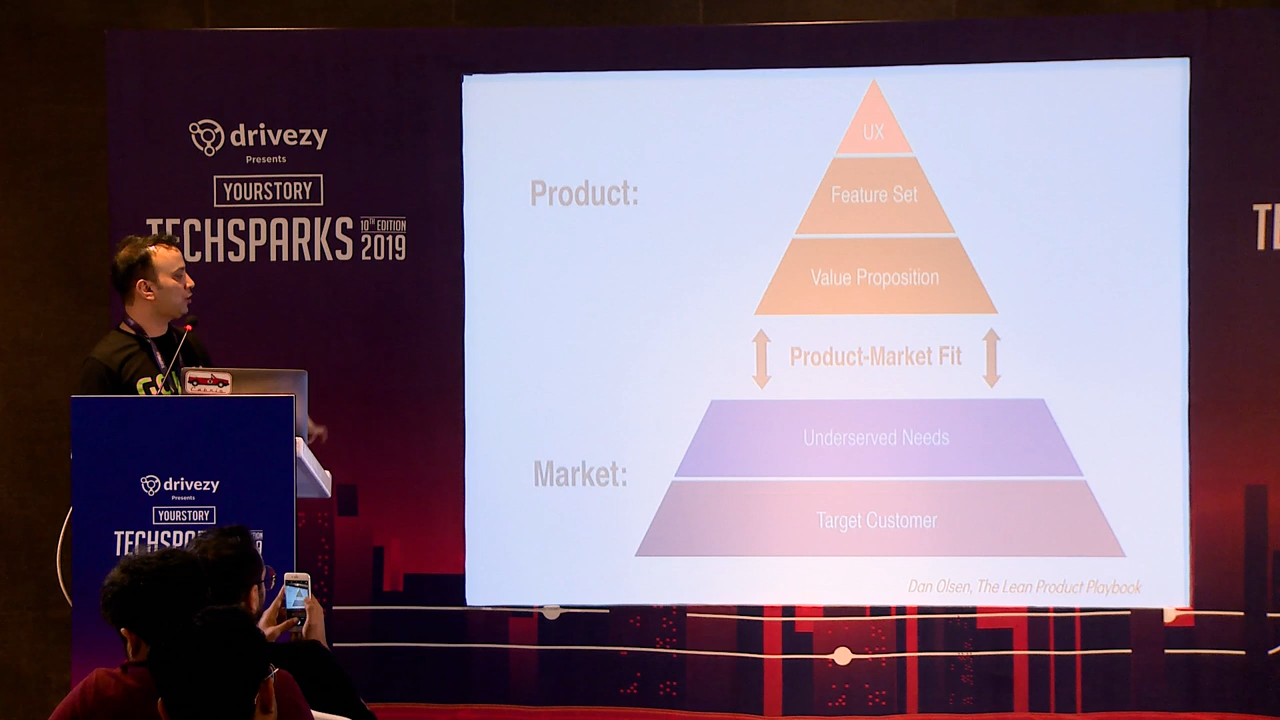 drivezy
Presents
YOURSTORY
TECHSPARKS 10TH EDITION 2019
Product:
UX
Feature Set
Value Proposition
Product-Market Fit
Market:
Underserved Needs
Target Customer
Dan Olsen, The Lean Product Playbook
drivezy
Presents
YOURSTORY